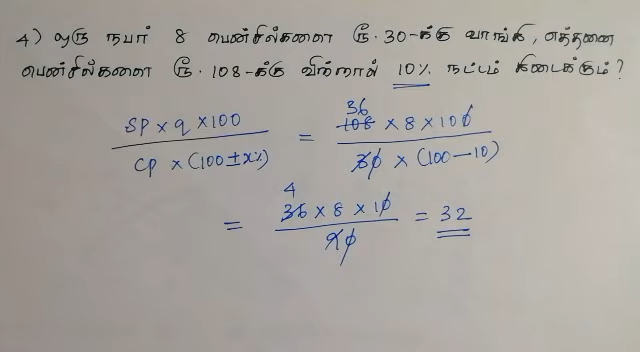 4) ஒரு நபர் 8 பென்சில்களை ரூ. 30-க்கு வாங்கி, எத்தனை
பென்சில்களை ரூ. 108-க்கு விற்றால் 10% நட்டம் கிடைக்கும்?
SP × q × 100 / CP × (100 ± x%) = 36 108 × 8 × 100 / 30 × (100 − 10)
= 4 36 × 8 × 10 / 90 = 32